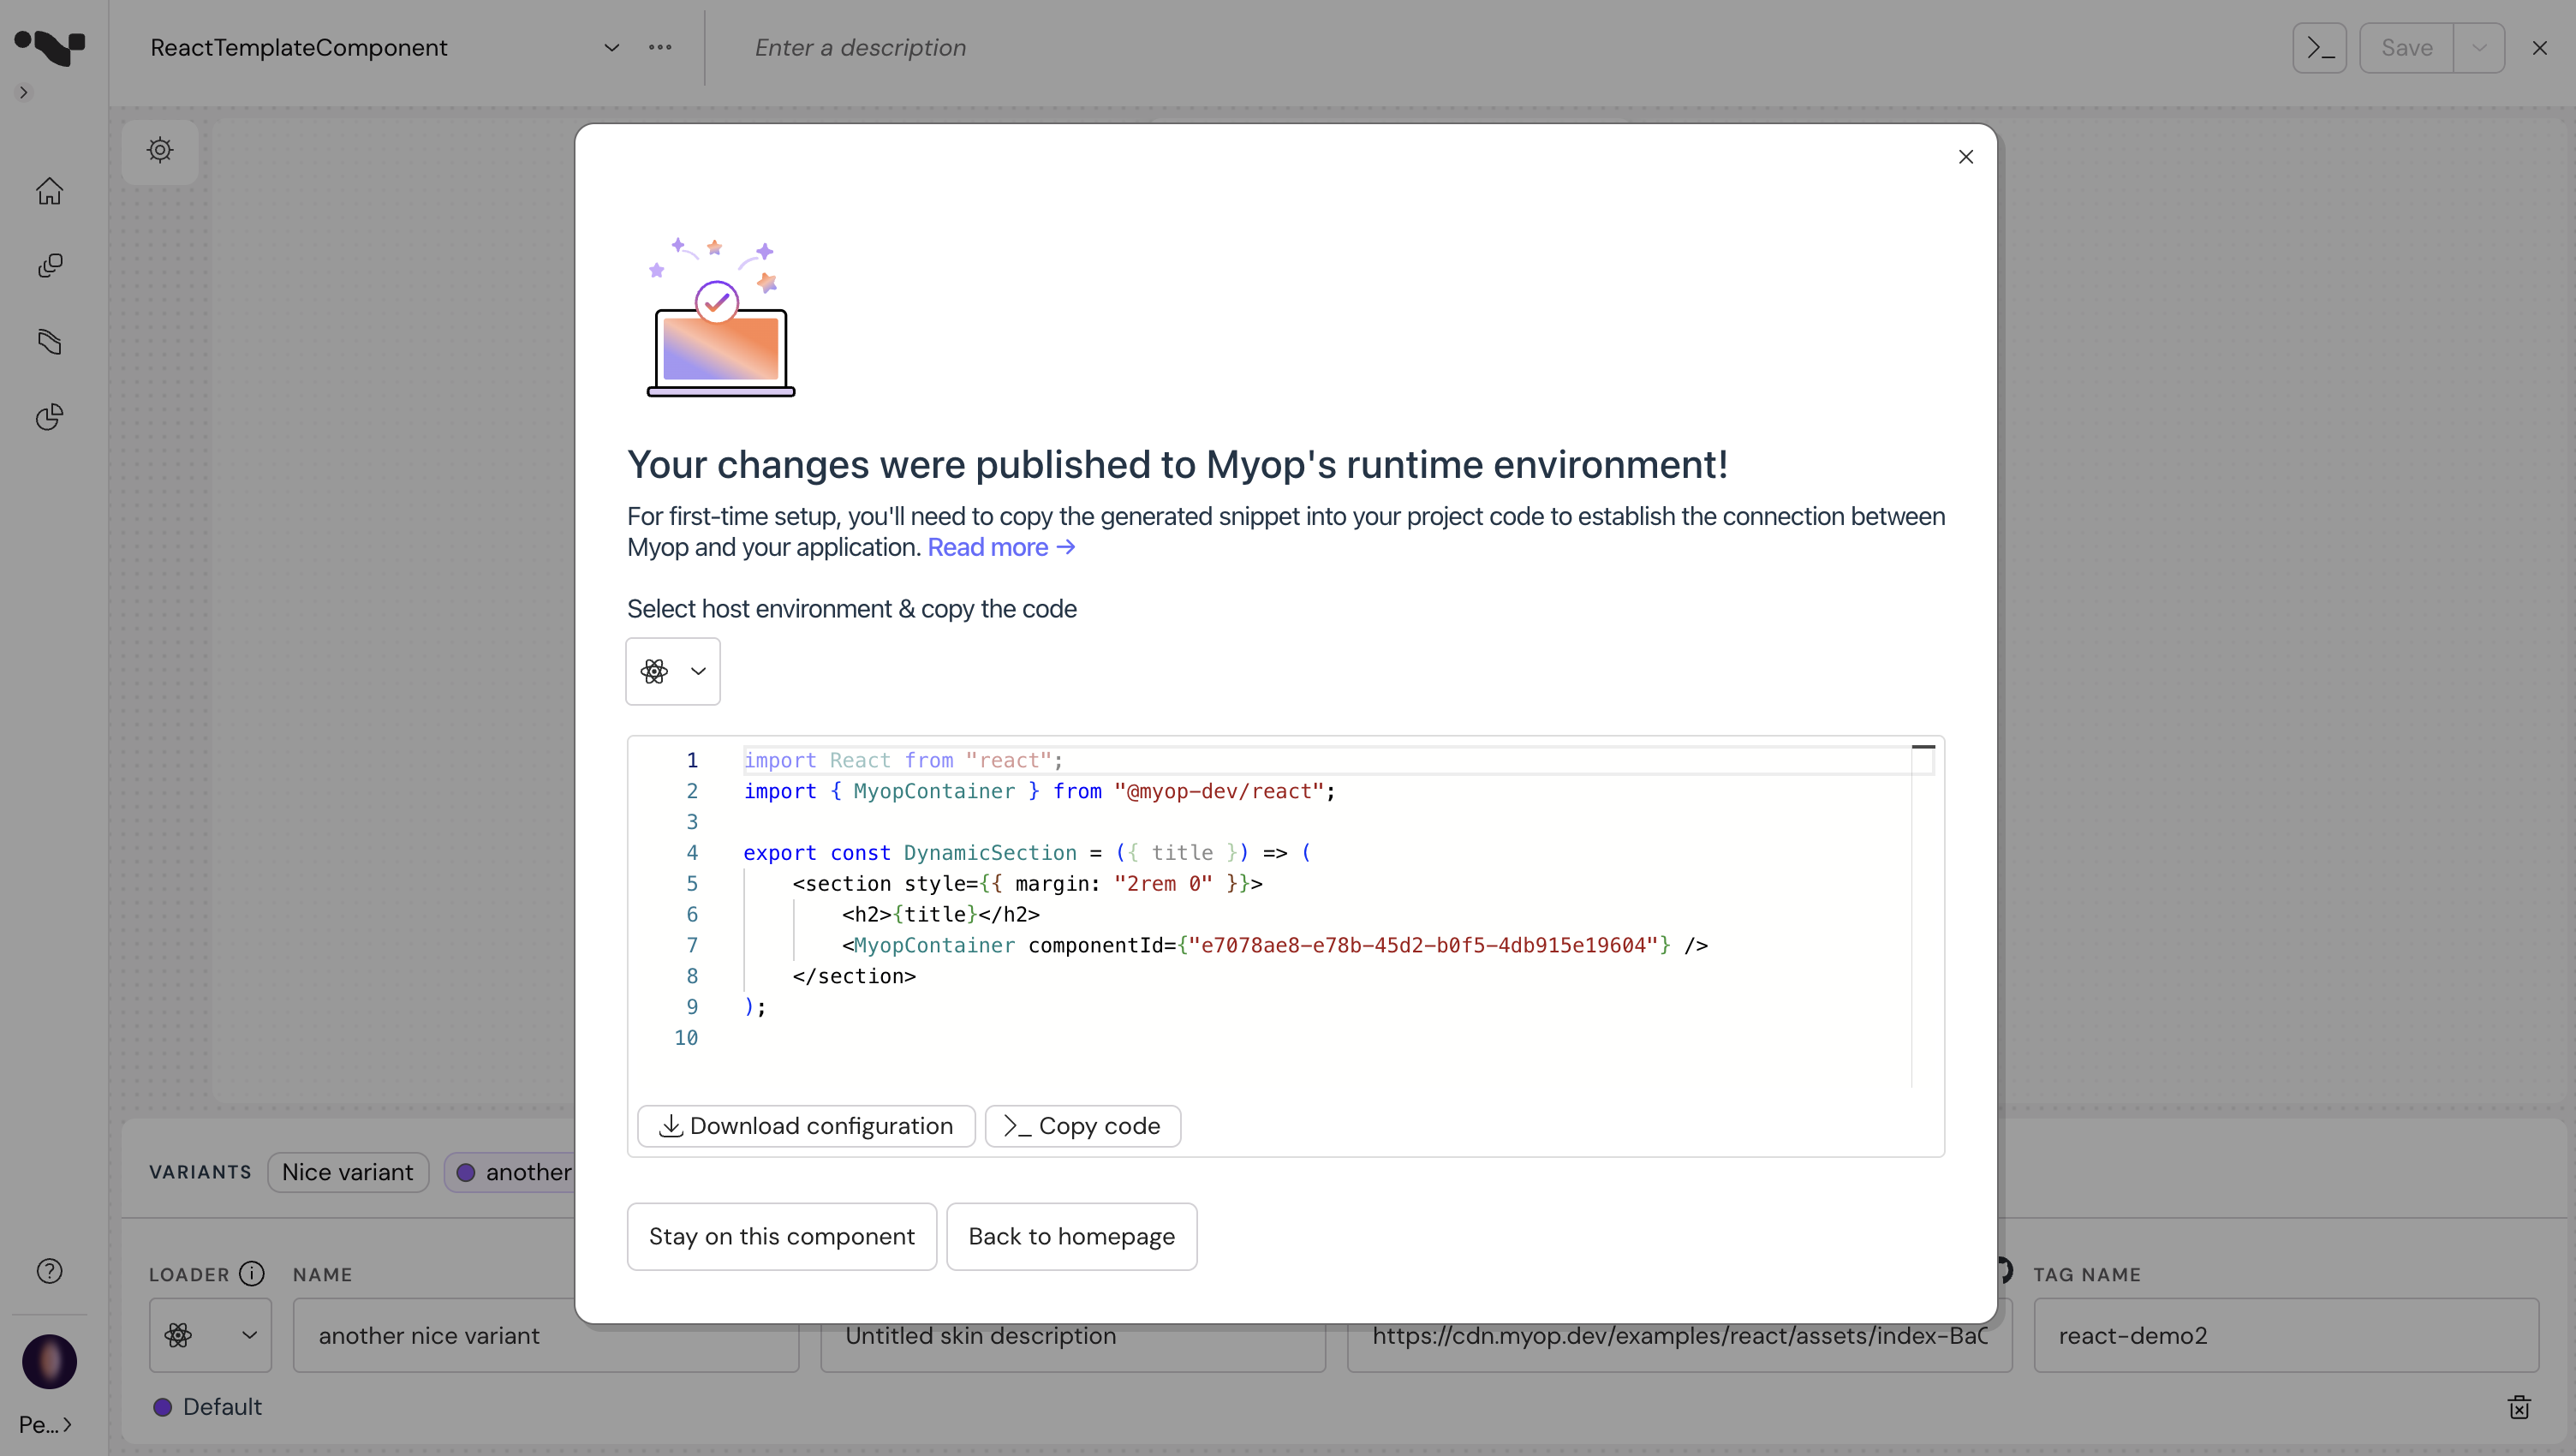 ReactTemplateComponent
Enter a description
Save
Your changes were published to Myop's runtime environment!
For first-time setup, you'll need to copy the generated snippet into your project code to establish the connection between
Myop and your application. Read more →
Select host environment & copy the code
1 import React from "react";
2 import { MyopContainer } from "@myop-dev/react";
3
4 export const DynamicSection = ({ title }) => (
5 <section style={{ margin: "2rem 0" }}>
6 <h2>{title}</h2>
7 <MyopContainer componentId={"e7078ae8-e78b-45d2-b0f5-4db915e19604"} />
8 </section>
9 );
10
Download configuration
>_ Copy code
Stay on this component
Back to homepage
VARIANTS
Nice variant
another
LOADER
NAME
TAG NAME
another nice variant
Untitled skin description
https://cdn.myop.dev/examples/react/assets/index-Ba
react-demo2
Default
Pe...